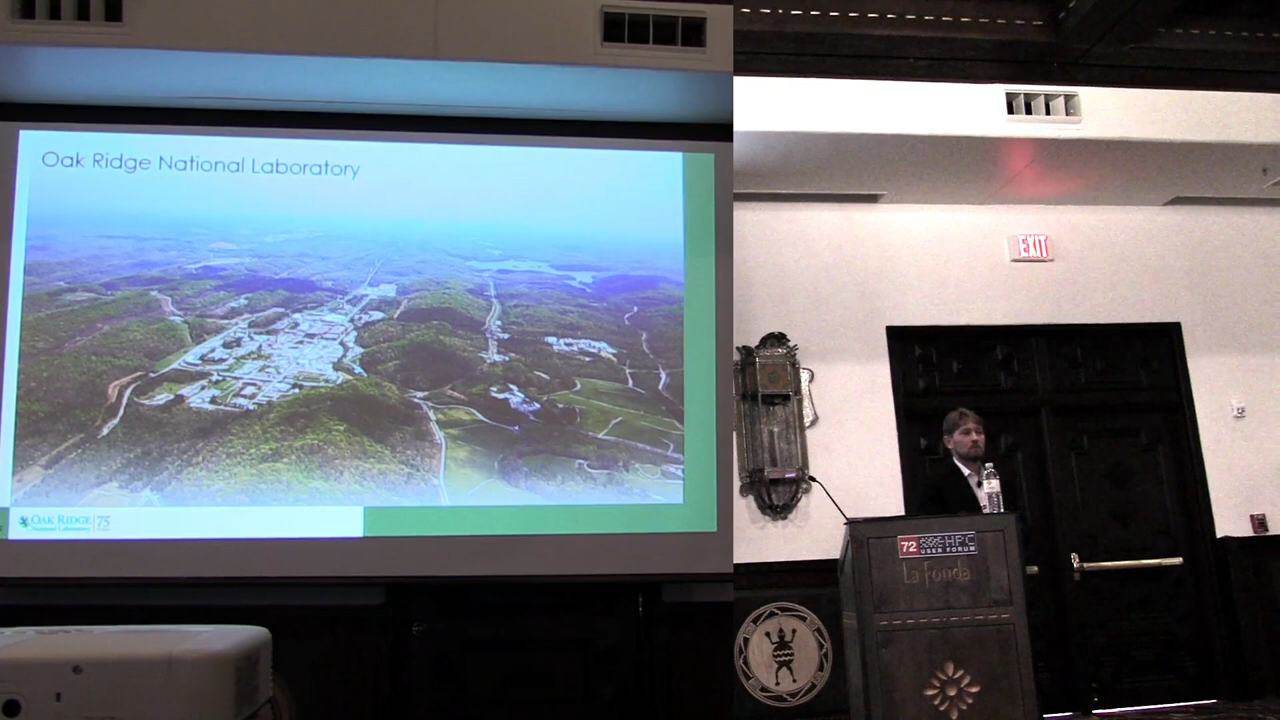 Oak Ridge National Laboratory
OAK RIDGE
National Laboratory
75
EXIT
72 HPC
USER FORUM
La Fonda